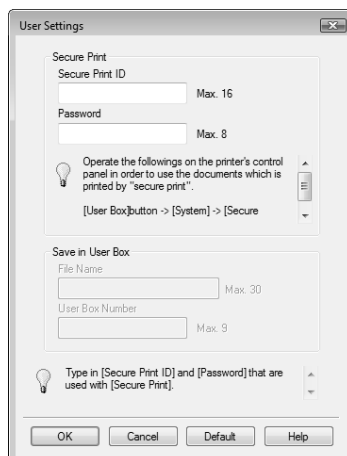 User Settings
Secure Print
Secure Print ID
Max. 16
Password
Max. 8
Operate the followings on the printer's control
panel in order to use the documents which is
printed by "secure print".
[User Box]button -> [System] -> [Secure
Save in User Box
File Name
Max. 30
User Box Number
Max. 9
Type in [Secure Print ID] and [Password] that are
used with [Secure Print].
OK Cancel Default Help